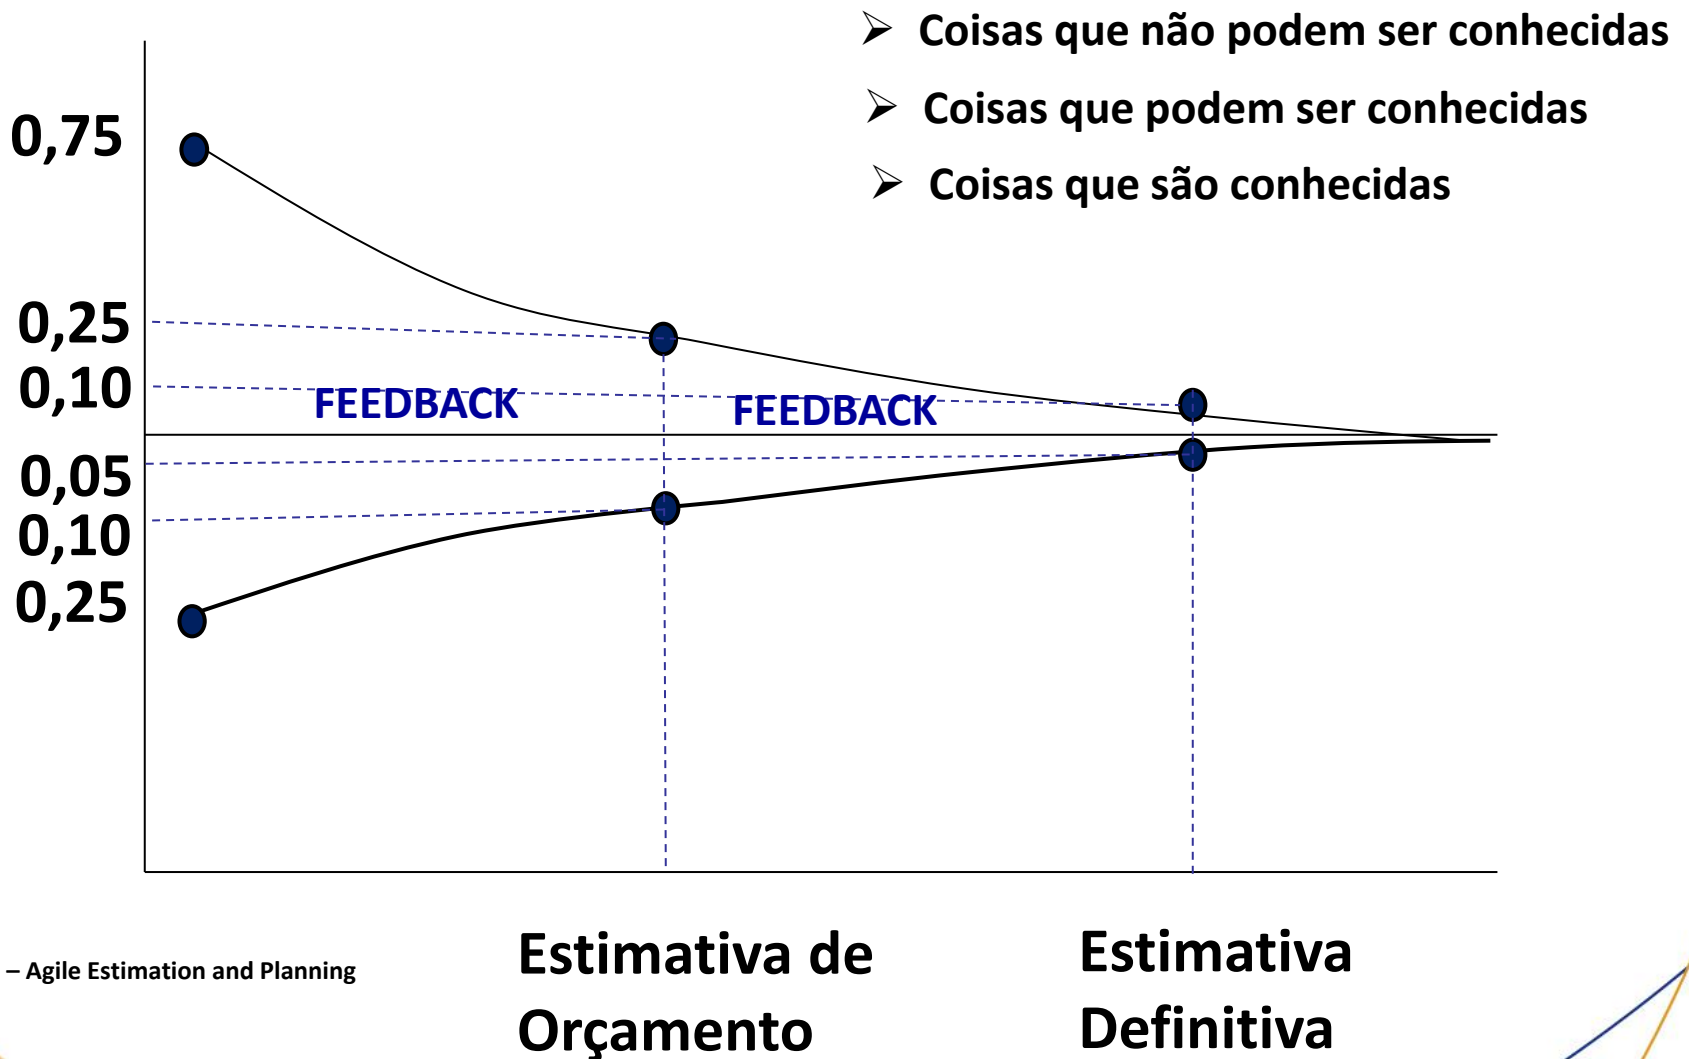 Coisas que não podem ser conhecidas
Coisas que podem ser conhecidas
Coisas que são conhecidas
0,75
0,25
0,10
FEEDBACK
FEEDBACK
0,05
0,10
0,25
Estimativa de
Orçamento
Estimativa
Definitiva
– Agile Estimation and Planning